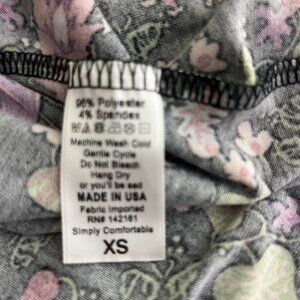 96% Polyester
4% Spandex
Machine Wash Cold
Gentle Cycle
Do Not Bleach
Hang Dry
or you'll be sad
MADE IN USA
Fabric Imported
RN# 142161
Simply Comfortable
XS